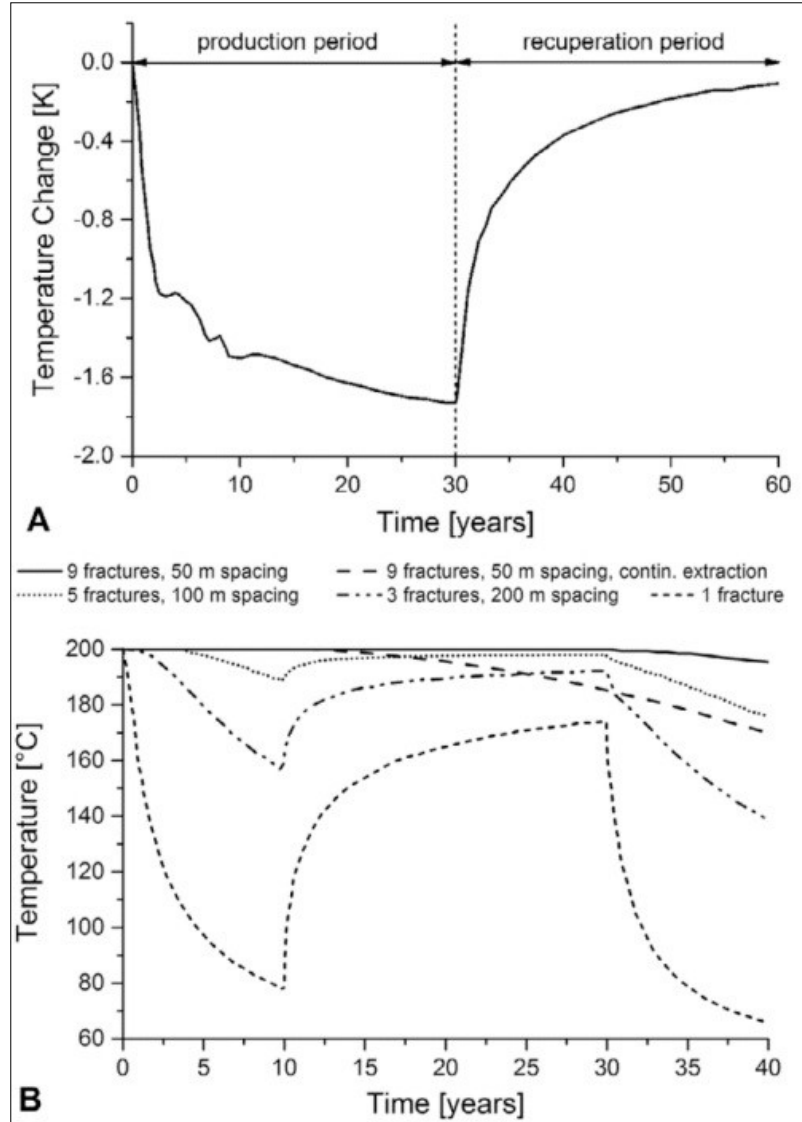 production period
recuperation period
0.0
-0.4
-0.8
-1.2
-1.6
-2.0
Temperature Change [K]
0 10 20 30 40 50 60
A
Time [years]
9 fractures, 50 m spacing
9 fractures, 50 m spacing, contin. extraction
5 fractures, 100 m spacing
3 fractures, 200 m spacing
1 fracture
200
180
160
140
120
100
80
60
Temperature [°C]
0 5 10 15 20 25 30 35 40
B
Time [years]